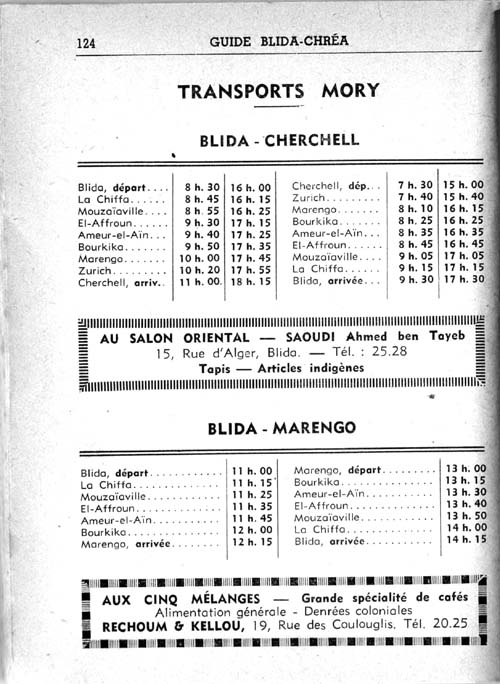 124 GUIDE BLIDA-CHRÉA
TRANSPORTS MORY
BLIDA - CHERCHELL
Blida, départ.... 8 h. 30 16 h. 00
La Chiffa...... 8 h. 45 16 h. 15
Mouzaïaville.... 8 h. 55 16 h. 25
El-Affroun..... 9 h. 30 17 h. 15
Ameur-el-Aïn... 9 h. 40 17 h. 25
Bourkika...... 9 h. 50 17 h. 35
Marengo....... 10 h. 00 17 h. 45
Zurich......... 10 h. 20 17 h. 55
Cherchell, arriv.. 11 h. 00. 18 h. 15
Cherchell, dép... 7 h. 30 15 h. 00
Zurich......... 7 h. 40 15 h. 40
Marengo....... 8 h. 10 16 h. 15
Bourkika....... 8 h. 25 16 h. 25
Ameur-el-Aïn... 8 h. 35 16 h. 35
El-Affroun...... 8 h. 45 16 h. 45
Mouzaïaville.... 9 h. 05 17 h. 05
La Chiffa...... 9 h. 15 17 h. 15
Blida, arrivée... 9 h. 30 17 h. 30
AU SALON ORIENTAL — SAOUDI Ahmed ben Tayeb
15, Rue d'Alger, Blida. — Tél. : 25.28
Tapis — Articles indigènes
BLIDA - MARENGO
Blida, départ............ 11 h. 00
La Chiffa............. 11 h. 15
Mouzaïaville........... 11 h. 25
El-Affroun............. 11 h. 35
Ameur-el-Aïn.......... 11 h. 45
Bourkika.............. 12 h. 00
Marengo, arrivée........ 12 h. 15
Marengo, départ......... 13 h. 00
Bourkika.............. 13 h. 15
Ameur-el-Aïn.......... 13 h. 30
El-Affroun............. 13 h. 40
Mouzaïaville........... 13 h. 50
La Chiffa............. 14 h. 00
Blida, arrivée.......... 14 h. 15
AUX CINQ MÉLANGES — Grande spécialité de cafés
Alimentation générale - Denrées coloniales
RECHOUM & KELLOU, 19, Rue des Coulouglis. Tél. 20.25